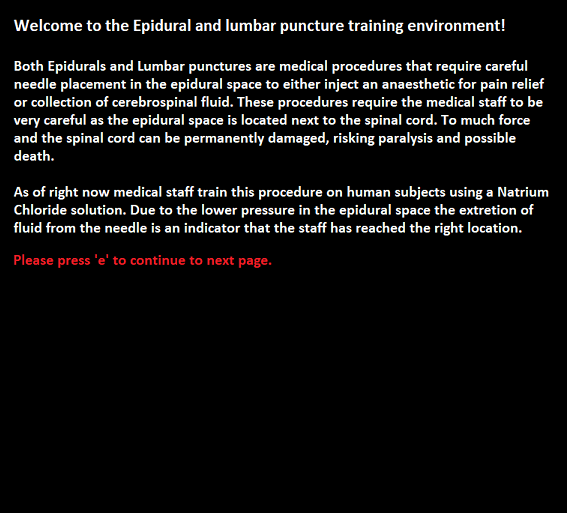 Welcome to the Epidural and lumbar puncture training environment!
Both Epidurals and Lumbar punctures are medical procedures that require careful
needle placement in the epidural space to either inject an anaesthetic for pain relief
or collection of cerebrospinal fluid. These procedures require the medical staff to be
very careful as the epidural space is located next to the spinal cord. To much force
and the spinal cord can be permanently damaged, risking paralysis and possible
death.
As of right now medical staff train this procedure on human subjects using a Natrium
Chloride solution. Due to the lower pressure in the epidural space the extretion of
fluid from the needle is an indicator that the staff has reached the right location.
Please press 'e' to continue to next page.